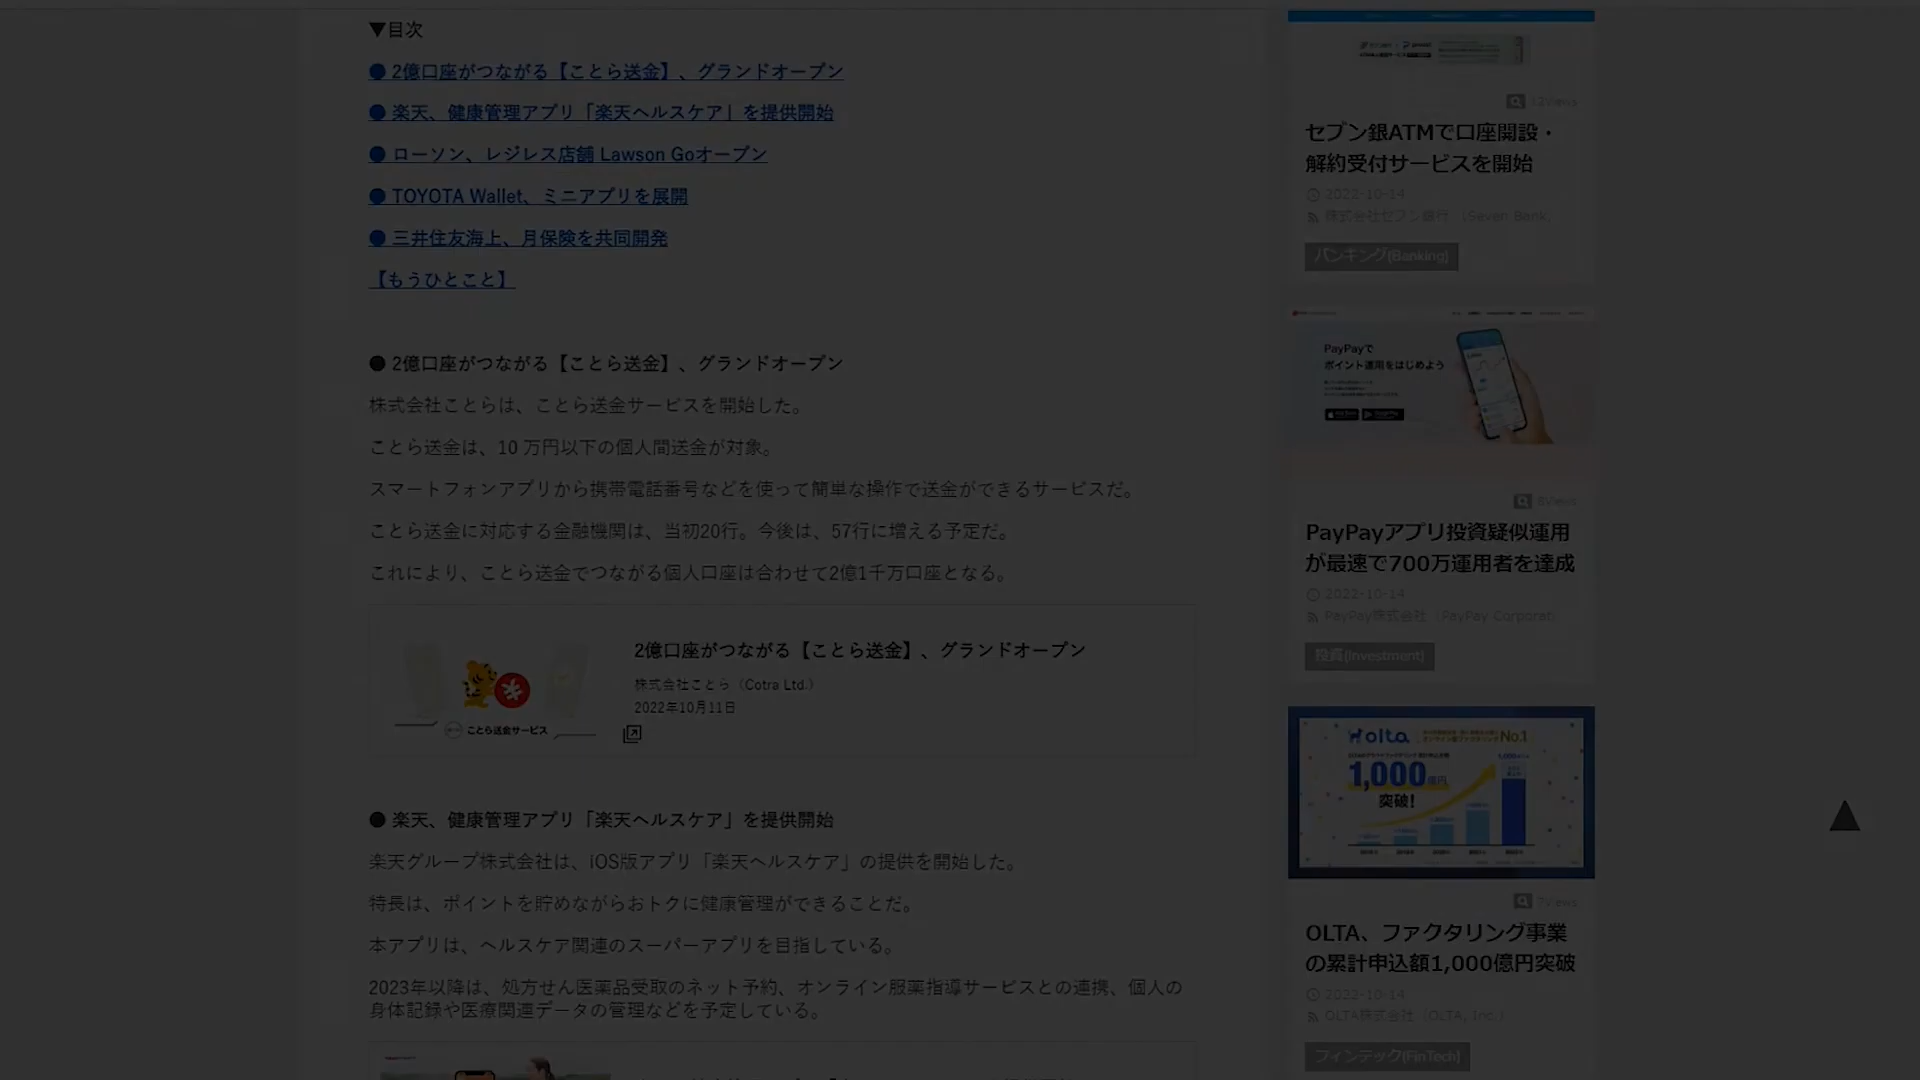 ▼目次
● 2億口座がつながる【ことら送金】、グランドオープン
● 楽天、健康管理アプリ「楽天ヘルスケア」を提供開始
● ローソン、レジレス店舗 Lawson Goオープン
● TOYOTA Wallet、ミニアプリを展開
● 三井住友海上、月保険を共同開発
【もうひとこと】
● 2億口座がつながる【ことら送金】、グランドオープン
株式会社ことらは、ことら送金サービスを開始した。
ことら送金は、10 万円以下の個人間送金が対象。
スマートフォンアプリから携帯電話番号などを使って簡単な操作で送金ができるサービスだ。
ことら送金に対応する金融機関は、当初20行。今後は、57行に増える予定だ。
これにより、ことら送金でつながる個人口座は合わせて2億1千万口座となる。
ことら送金サービス
2億口座がつながる【ことら送金】、グランドオープン
株式会社ことら（Cotra Ltd.）
2022年10月11日
● 楽天、健康管理アプリ「楽天ヘルスケア」を提供開始
楽天グループ株式会社は、iOS版アプリ「楽天ヘルスケア」の提供を開始した。
特長は、ポイントを貯めながらおトクに健康管理ができることだ。
本アプリは、ヘルスケア関連のスーパーアプリを目指している。
2023年以降は、処方せん医薬品受取のネット予約、オンライン服薬指導サービスとの連携、個人の
身体記録や医療関連データの管理などを予定している。
12views
セブン銀ATMで口座開設・
解約受付サービスを開始
2022-10-14
株式会社セブン銀行 （Seven Bank,
バンキング(Banking)
PayPayで
ポイント運用をはじめよう
8views
PayPayアプリ投資疑似運用
が最速で700万運用者を達成
2022-10-14
PayPay株式会社（PayPay Corporati
投資(Investment)
olta
オンライン型ファクタリングNo.1
1,000億円
突破!
7views
OLTA、ファクタリング事業
の累計申込額1,000億円突破
2022-10-14
OLTA株式会社（OLTA, Inc.）
フィンテック(FinTech)
▲